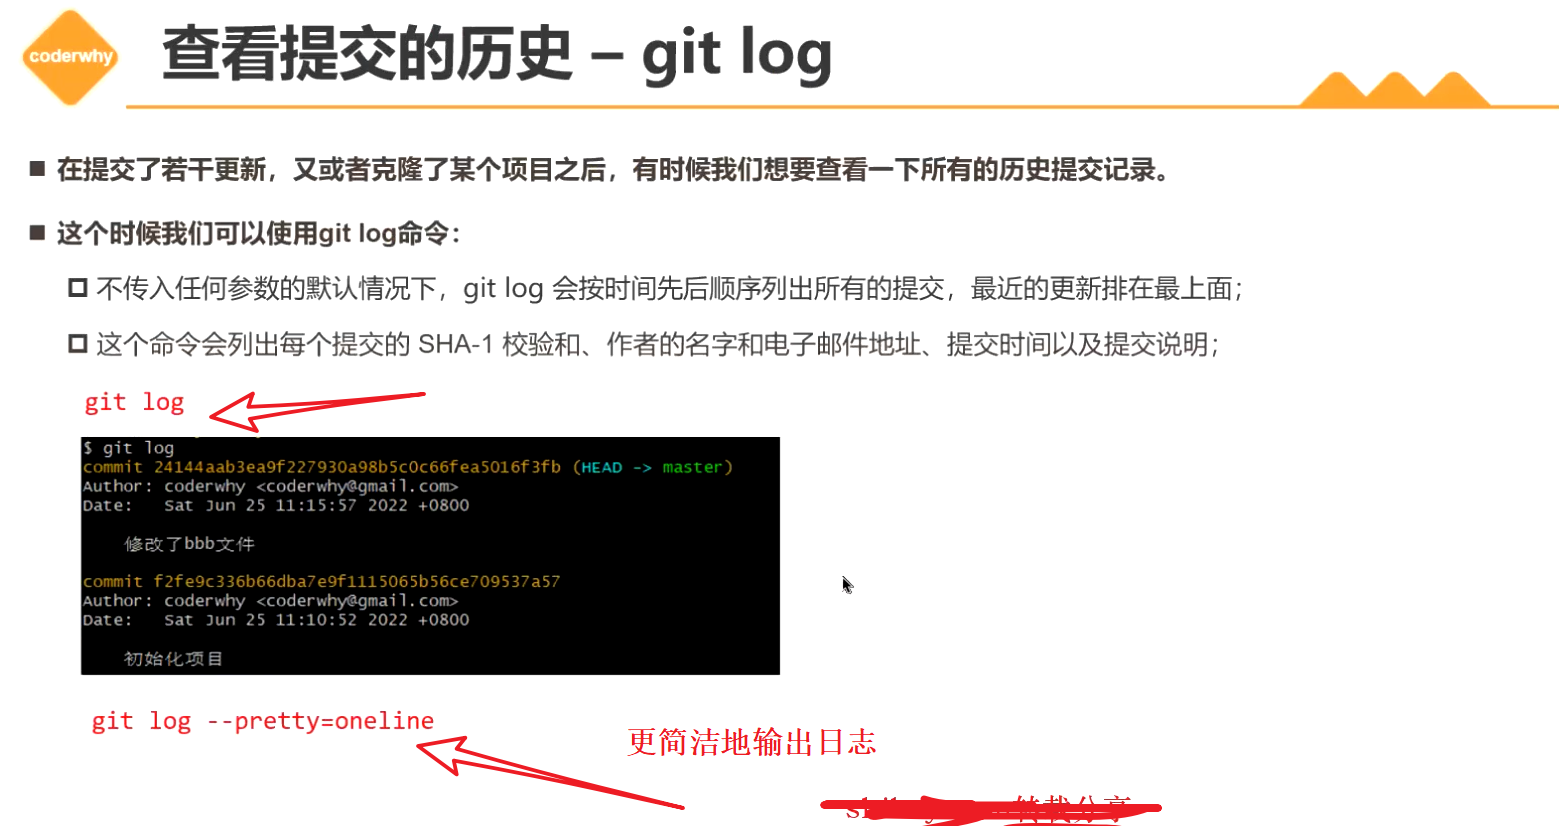 coderwhy
查看提交的历史 – git log
在提交了若干更新，又或者克隆了某个项目之后，有时候我们想要查看一下所有的历史提交记录。
这个时候我们可以使用git log命令：
不传入任何参数的默认情况下，git log 会按时间先后顺序列出所有的提交，最近的更新排在最上面；
这个命令会列出每个提交的 SHA-1 校验和、作者的名字和电子邮件地址、提交时间以及提交说明；
git log
$ git log
commit 24144aab3ea9f227930a98b5c0c66fea5016f3fb (HEAD -> master)
Author: coderwhy <coderwhy@gmail.com>
Date:   Sat Jun 25 11:15:57 2022 +0800
修改了bbb文件
commit f2fe9c336b66dba7e9f1115065b56ce709537a57
Author: coderwhy <coderwhy@gmail.com>
Date:   Sat Jun 25 11:10:52 2022 +0800
初始化项目
git log --pretty=oneline
更简洁地输出日志
转载分享